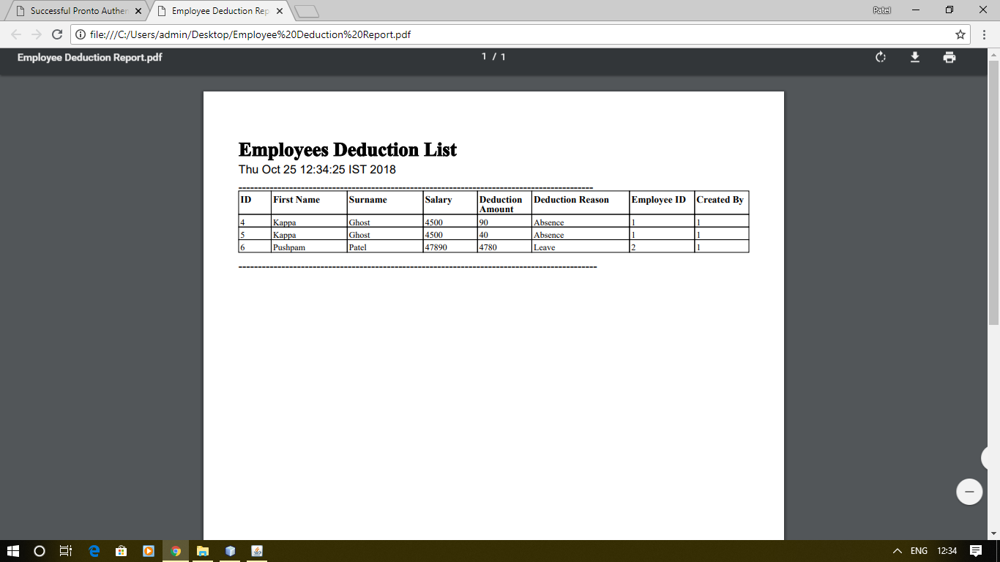 Successful Pronto Authen
Employee Deduction Rep
Patel
file:///C:/Users/admin/Desktop/Employee%20Deduction%20Report.pdf
Employee Deduction Report.pdf
1 / 1
Employees Deduction List
Thu Oct 25 12:34:25 IST 2018
ID First Name Surname Salary Deduction Amount Deduction Reason Employee ID Created By
4 Kappa Ghost 4500 90 Absence 1 1
5 Kappa Ghost 4500 40 Absence 1 1
6 Pushpam Patel 47890 4780 Leave 2 1
ENG 12:34